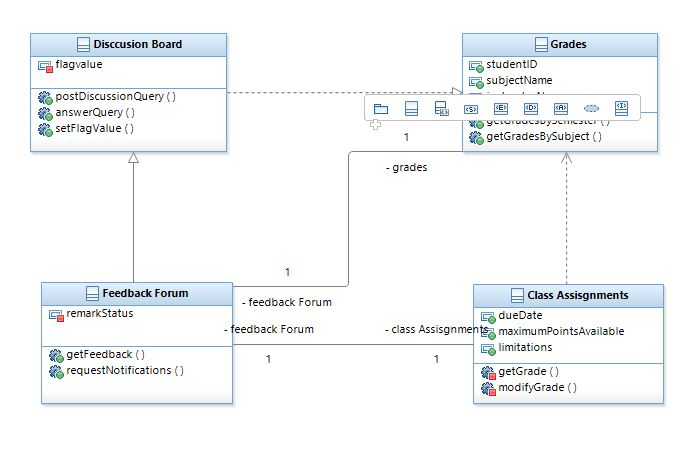 Disccusion Board
flagvalue
postDiscussionQuery ( )
answerQuery ( )
setFlagValue ( )
Grades
studentID
subjectName
getGradesBySemester ( )
getGradesBySubject ( )
1
- grades
1
- feedback Forum
Feedback Forum
remarkStatus
getFeedback ( )
requestNotifications ( )
- feedback Forum
1
- class Assisgnments
1
Class Assisgnments
dueDate
maximumPointsAvailable
limitations
getGrade ( )
modifyGrade ( )